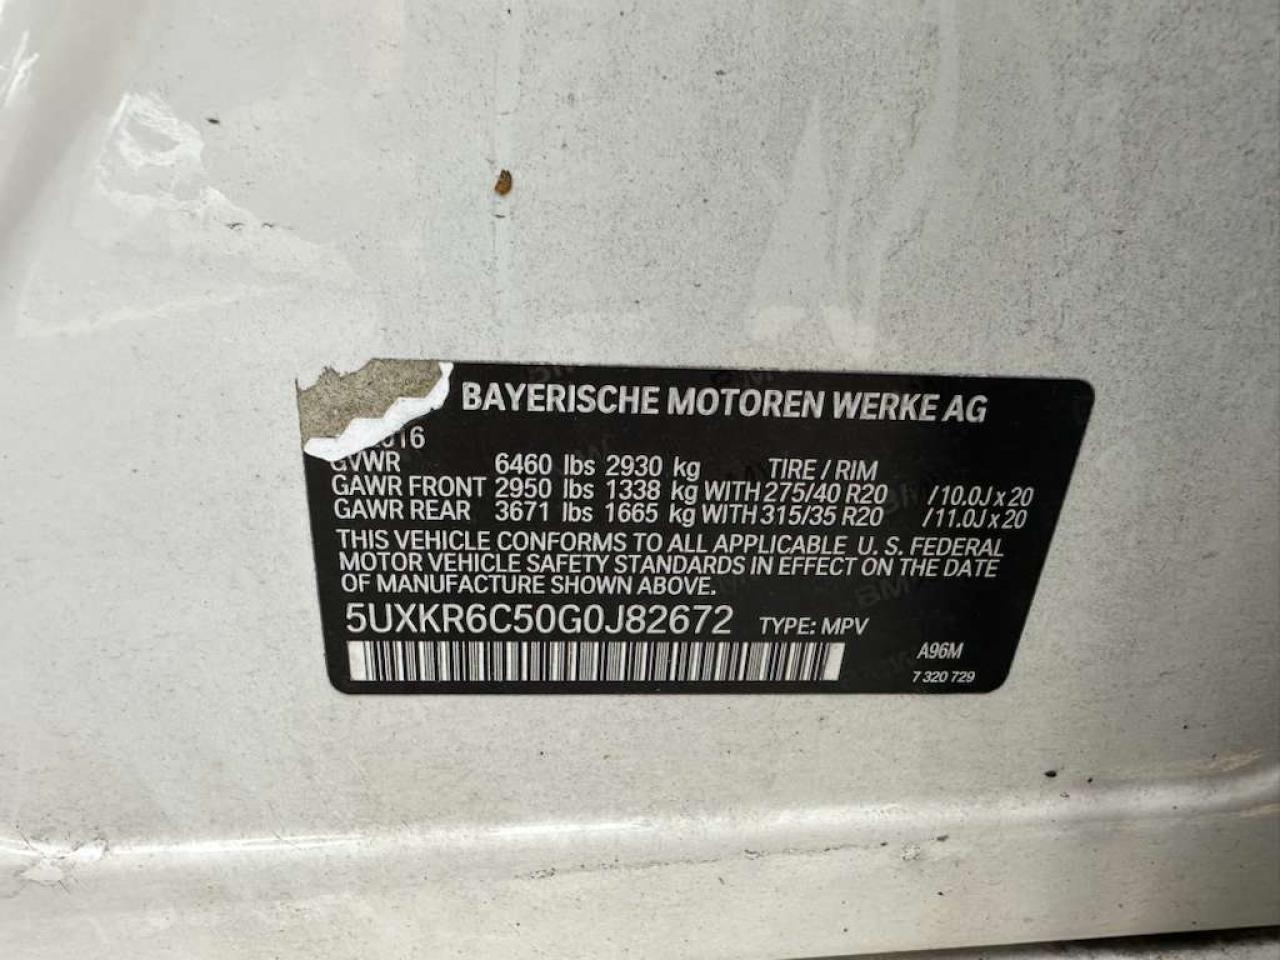 BAYERISCHE MOTOREN WERKE AG
016
GVWR 6460 lbs 2930 kg TIRE / RIM
GAWR FRONT 2950 lbs 1338 kg WITH 275/40 R20 /10.0J x 20
GAWR REAR 3671 lbs 1665 kg WITH 315/35 R20 /11.0J x 20
THIS VEHICLE CONFORMS TO ALL APPLICABLE U. S. FEDERAL
MOTOR VEHICLE SAFETY STANDARDS IN EFFECT ON THE DATE
OF MANUFACTURE SHOWN ABOVE.
5UXKR6C50G0J82672 TYPE: MPV
A96M
7 320 729